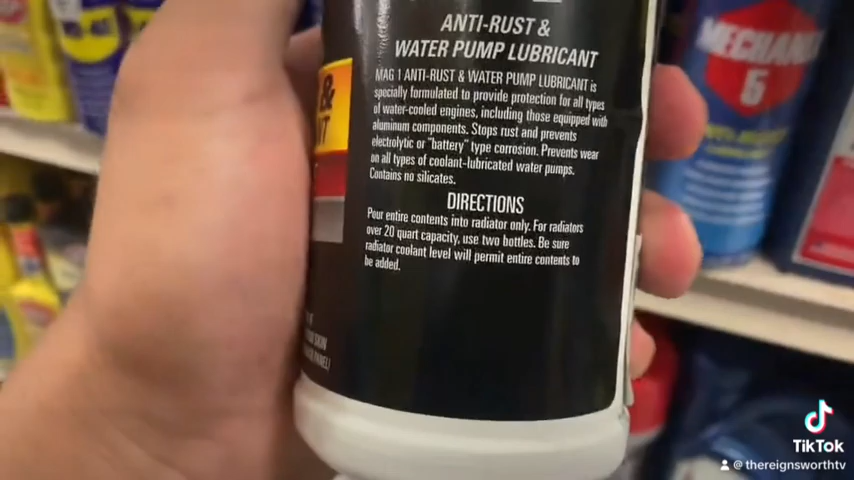 ANTI-RUST &
WATER PUMP LUBRICANT
MAG 1 ANTI-RUST & WATER PUMP LUBRICANT is
specially formulated to provide protection for all types
of water-cooled engines, including those equipped with
aluminum components. Stops rust and prevents
electrolytic or "battery" type corrosion. Prevents wear
on all types of coolant-lubricated water pumps.
Contains no silicates.
DIRECTIONS
Pour entire contents into radiator only. For radiators
over 20 quart capacity, use two bottles. Be sure
radiator coolant level will permit entire contents to
be added.
&
SKIN
PANEL)
WD
MECHANIC
6
TikTok
@thereignsworthtv